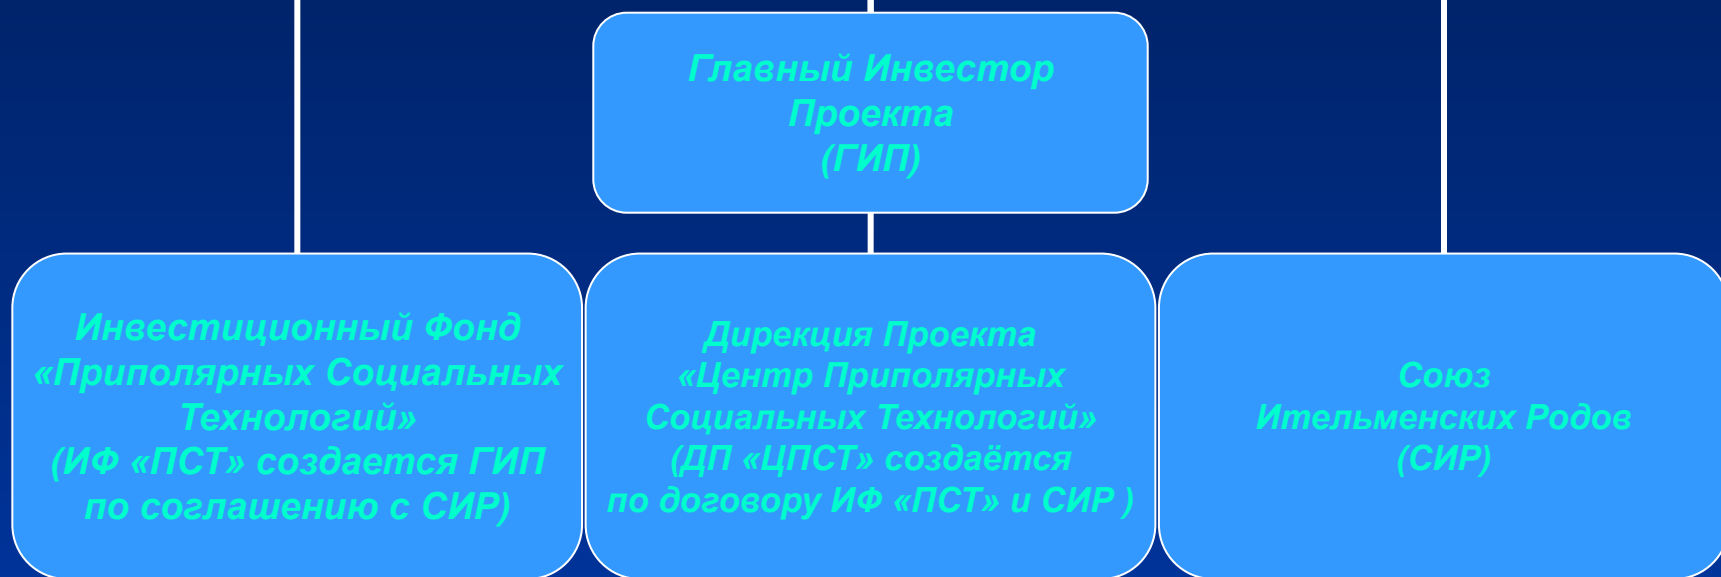 Главный Инвестор
Проекта
(ГИП)
Инвестиционный Фонд
«Приполярных Социальных
Технологий»
(ИФ «ПСТ» создается ГИП
по соглашению с СИР)
Дирекция Проекта
«Центр Приполярных
Социальных Технологий»
(ДП «ЦПСТ» создаётся
по договору ИФ «ПСТ» и СИР )
Союз
Ительменских Родов
(СИР)